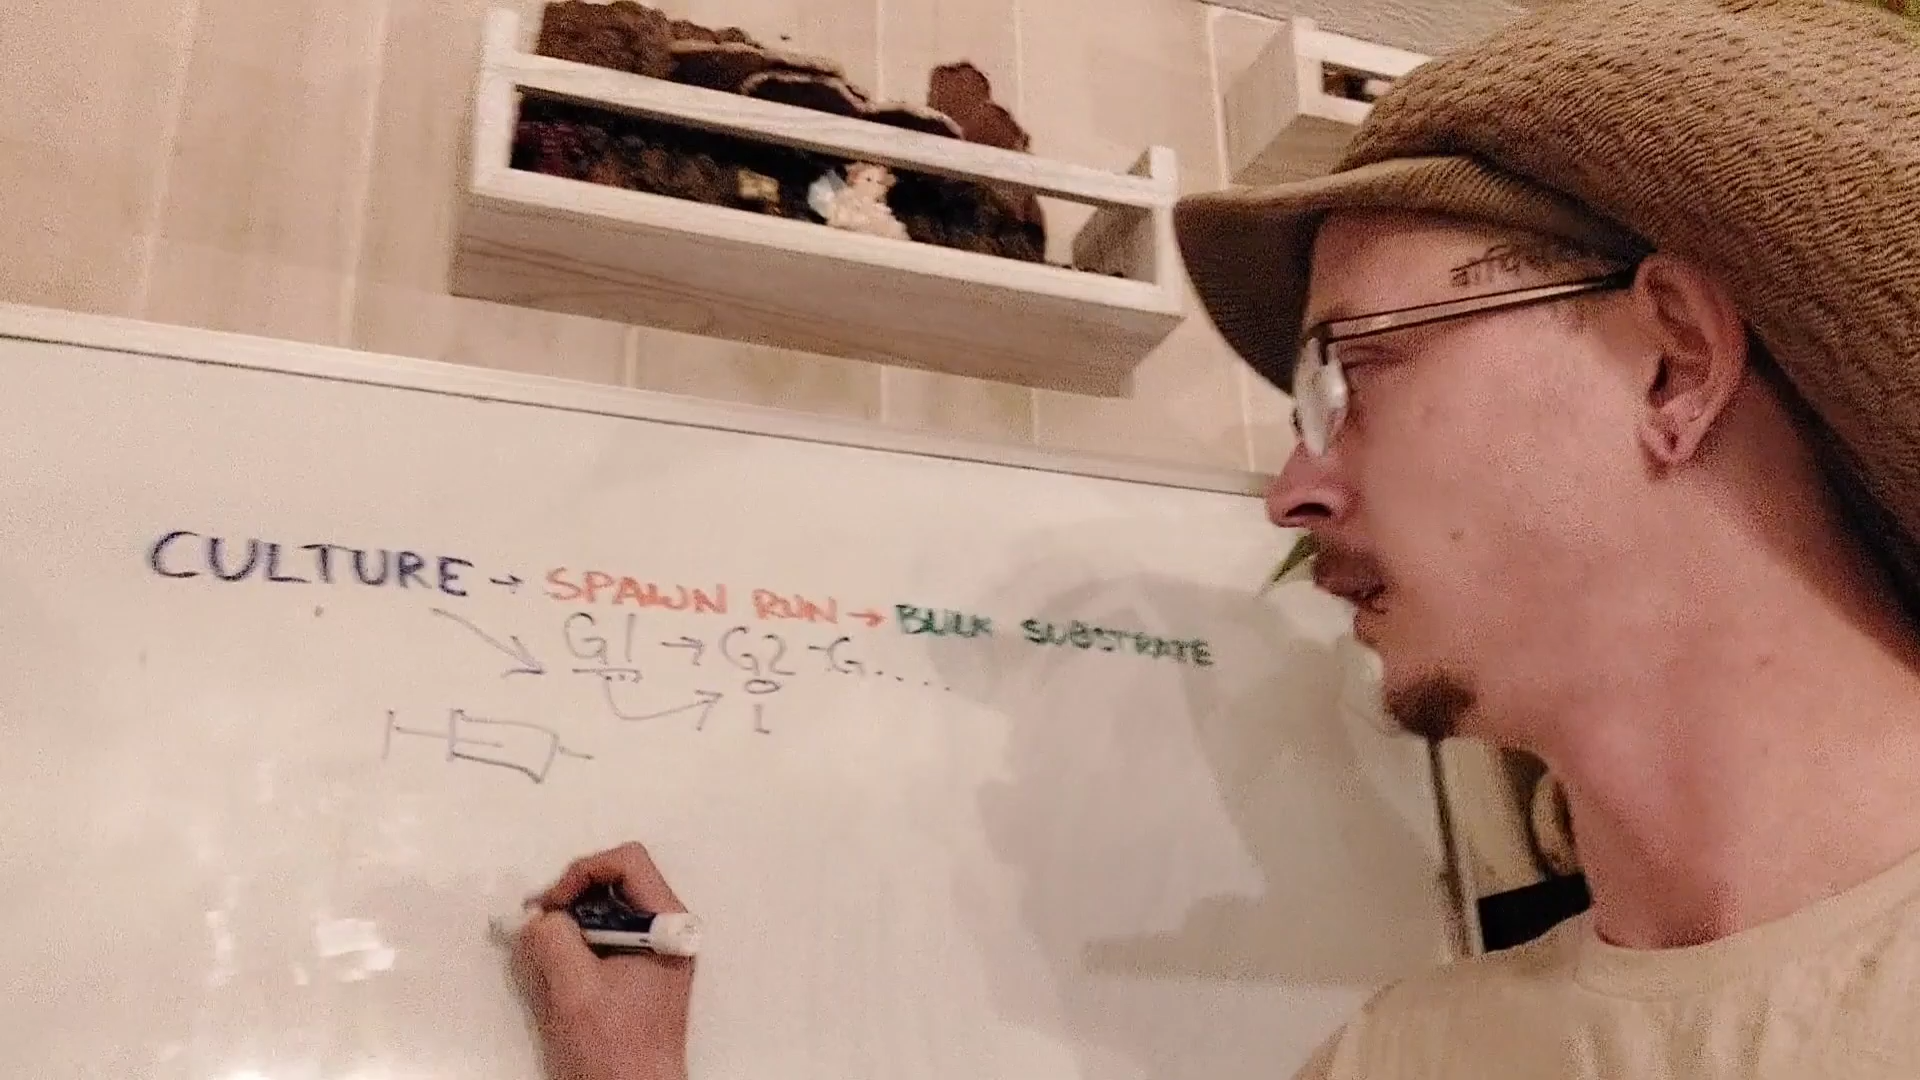 CULTURE → SPAWN RUN → BULK SUBSTRATE
G1 → G2 - G....